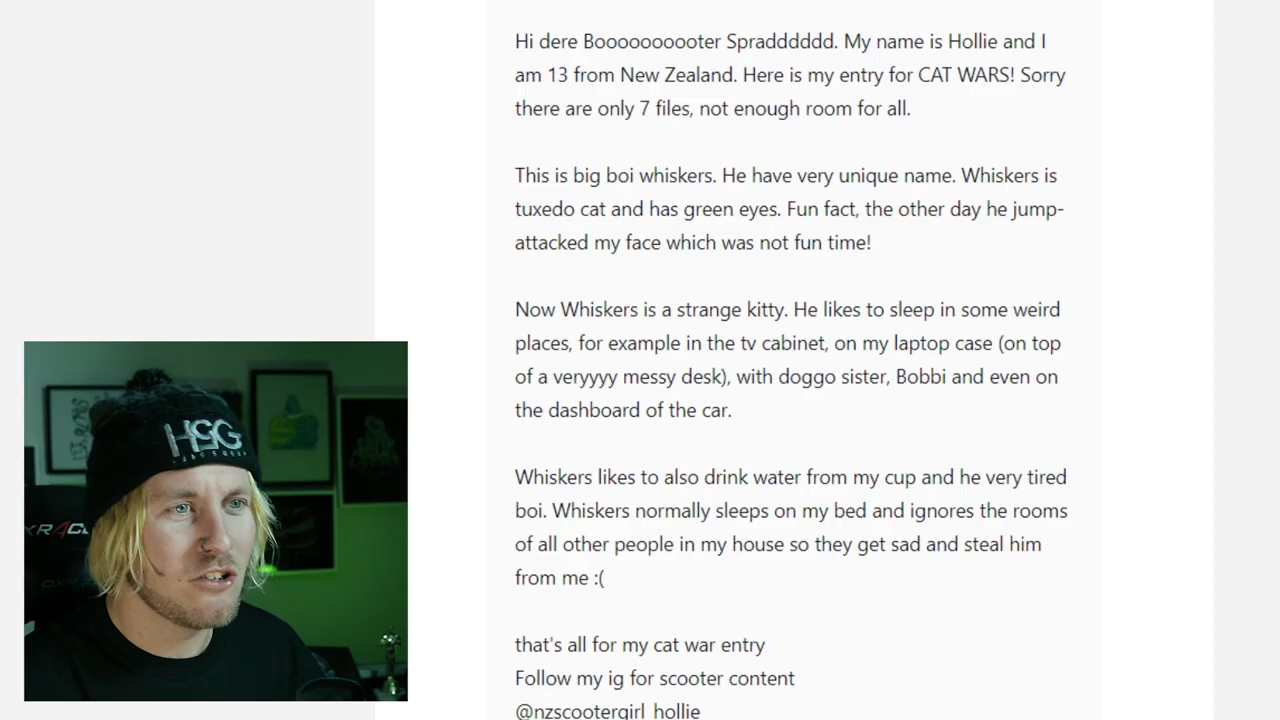 Hi dere Boooooooooter Spradddddd. My name is Hollie and I
am 13 from New Zealand. Here is my entry for CAT WARS! Sorry
there are only 7 files, not enough room for all.
This is big boi whiskers. He have very unique name. Whiskers is
tuxedo cat and has green eyes. Fun fact, the other day he jump-
attacked my face which was not fun time!
Now Whiskers is a strange kitty. He likes to sleep in some weird
places, for example in the tv cabinet, on my laptop case (on top
of a veryyyy messy desk), with doggo sister, Bobbi and even on
the dashboard of the car.
Whiskers likes to also drink water from my cup and he very tired
boi. Whiskers normally sleeps on my bed and ignores the rooms
of all other people in my house so they get sad and steal him
from me :(
that's all for my cat war entry
Follow my ig for scooter content
@nzscootergirl_hollie
HSG